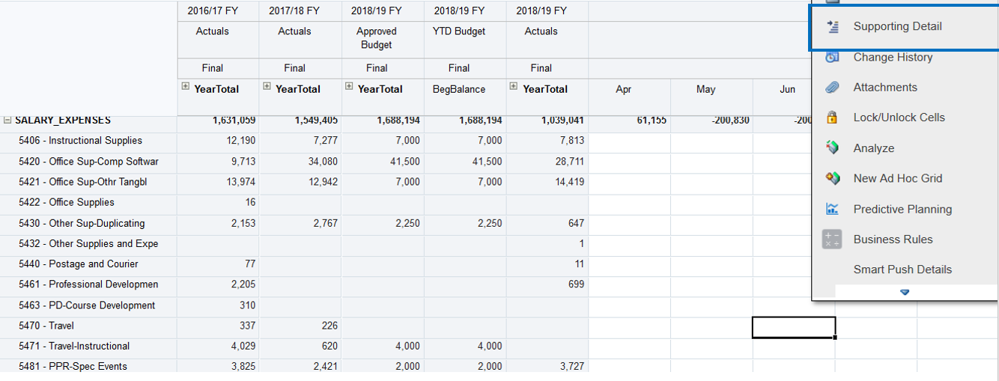 2016/17 FY 2017/18 FY 2018/19 FY 2018/19 FY 2018/19 FY
Actuals Actuals Approved Budget YTD Budget Actuals
Final Final Final Final Final
YearTotal YearTotal YearTotal BegBalance YearTotal Apr May Jun
SALARY_EXPENSES 1,631,059 1,549,405 1,688,194 1,688,194 1,039,041 61,155 -200,830 -200
5406 - Instructional Supplies 12,190 7,277 7,000 7,000 7,813
5420 - Office Sup-Comp Softwar 9,713 34,080 41,500 41,500 28,711
5421 - Office Sup-Othr Tangbl 13,974 12,942 7,000 7,000 14,419
5422 - Office Supplies 16
5430 - Other Sup-Duplicating 2,153 2,767 2,250 2,250 647
5432 - Other Supplies and Expe 1
5440 - Postage and Courier 77 11
5461 - Professional Developmen 2,205 699
5463 - PD-Course Development 310
5470 - Travel 337 226
5471 - Travel-Instructional 4,029 620 4,000 4,000
5481 - PPR-Spec Events 3,825 2,421 2,000 2,000 3,727
Supporting Detail
Change History
Attachments
Lock/Unlock Cells
Analyze
New Ad Hoc Grid
Predictive Planning
Business Rules
Smart Push Details